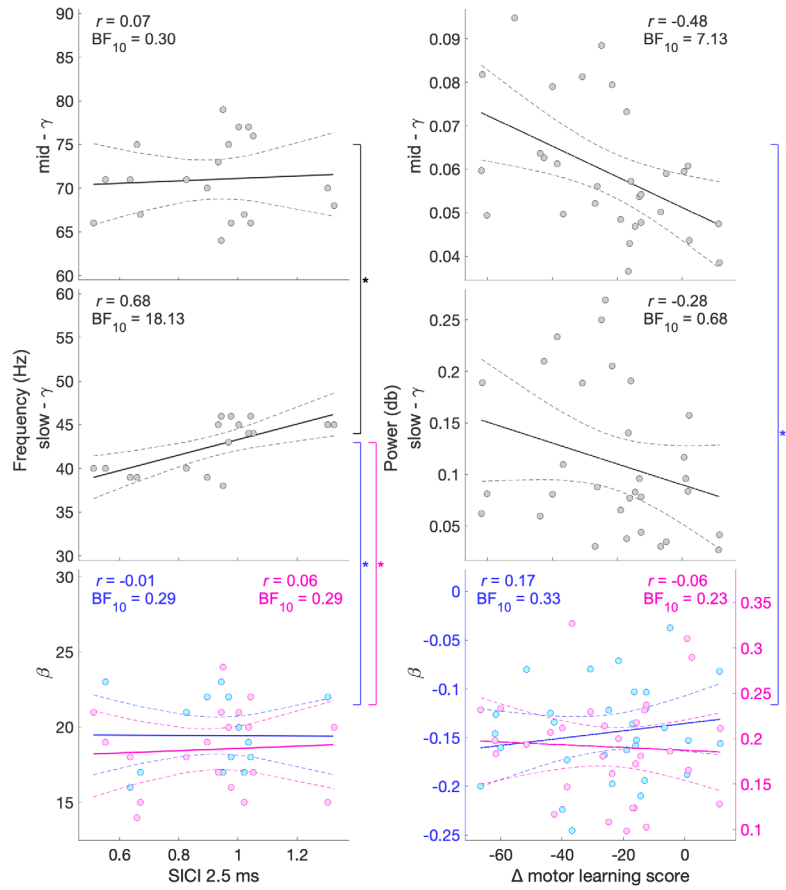 r = 0.07
BF10 = 0.30
90
85
80
75
70
65
60
mid - γ
*
r = -0.48
BF10 = 7.13
0.09
0.08
0.07
0.06
0.05
0.04
mid - γ
r = 0.68
BF10 = 18.13
60
55
50
45
40
35
30
Frequency (Hz)
slow - γ
r = -0.28
BF10 = 0.68
0.25
0.2
0.15
0.1
0.05
Power (db)
slow - γ
*
r = -0.01
BF10 = 0.29
r = 0.06
BF10 = 0.29
30
25
20
15
β
* *
0.6 0.8 1 1.2
SICI 2.5 ms
r = 0.17
BF10 = 0.33
r = -0.06
BF10 = 0.23
0
-0.05
-0.1
-0.15
-0.2
-0.25
β
0.35
0.3
0.25
0.2
0.15
0.1
-60 -40 -20 0
Δ motor learning score